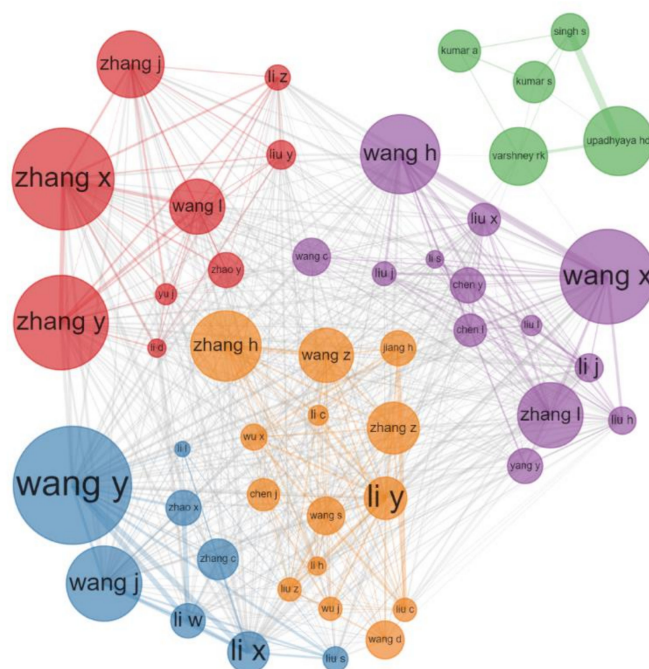 singh s
kumar a
zhang j
li z
kumar s
upadhyaya hd
liu y
wang h
varshney rk
zhang x
wang l
liu x
wang c
li s
zhao y
liu j
wang x
chen y
yu j
zhang y
liu l
chen l
zhang h
li d
jiang h
wang z
li j
li c
zhang z
zhang l
liu h
wu x
li l
yang y
wang y
chen j
li y
zhao x
wang s
zhang c
li h
wang j
liu z
wu j
liu c
li w
wang d
li x
liu s